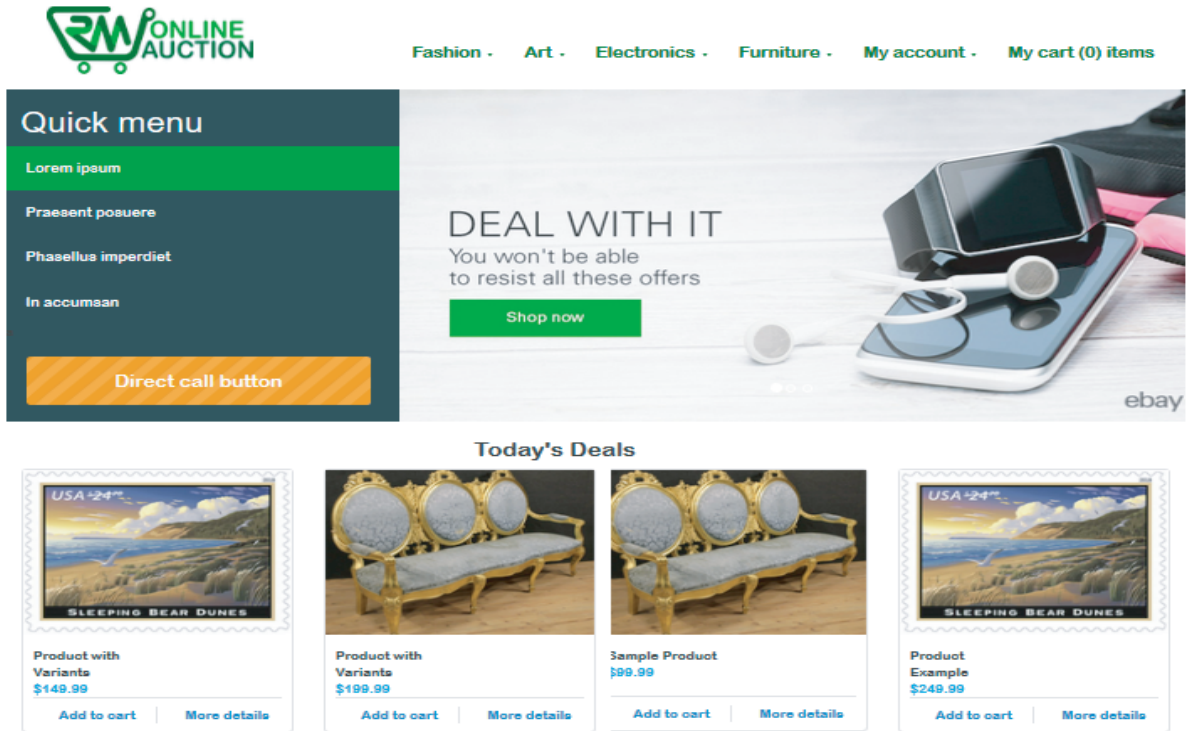 RW ONLINE
AUCTION
Fashion
Art
Electronics
Furniture
My account
My cart (0) items
Quick menu
Lorem ipsum
Praesent posuere
Phasellus imperdiet
In accumsan
Direct call button
DEAL WITH IT
You won't be able
to resist all these offers
Shop now
ebay
Today's Deals
USA
SLEEPING BEAR DUNES
Product with
Variants
$149.99
Add to cart
More details
Product with
Variants
$199.99
Add to cart
More details
Sample Product
$99.99
Add to cart
More details
USA
SLEEPING BEAR DUNES
Product
Example
$249.99
Add to cart
More details